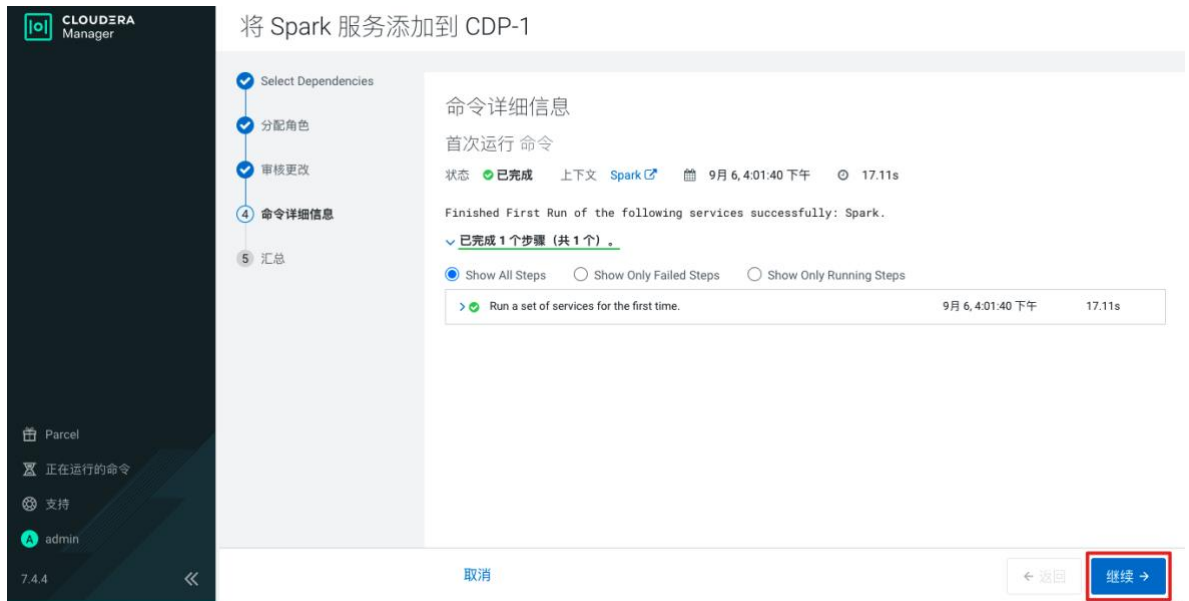 CLOUDERA
Manager
将 Spark 服务添加到 CDP-1
Select Dependencies
分配角色
审核更改
4 命令详细信息
5 汇总
命令详细信息
首次运行 命令
状态 已完成 上下文 Spark 9月 6, 4:01:40 下午 17.11s
Finished First Run of the following services successfully: Spark.
已完成 1 个步骤（共 1 个）。
Show All Steps Show Only Failed Steps Show Only Running Steps
Run a set of services for the first time. 9月 6, 4:01:40 下午 17.11s
Parcel
正在运行的命令
支持
A admin
7.4.4
取消 返回 继续